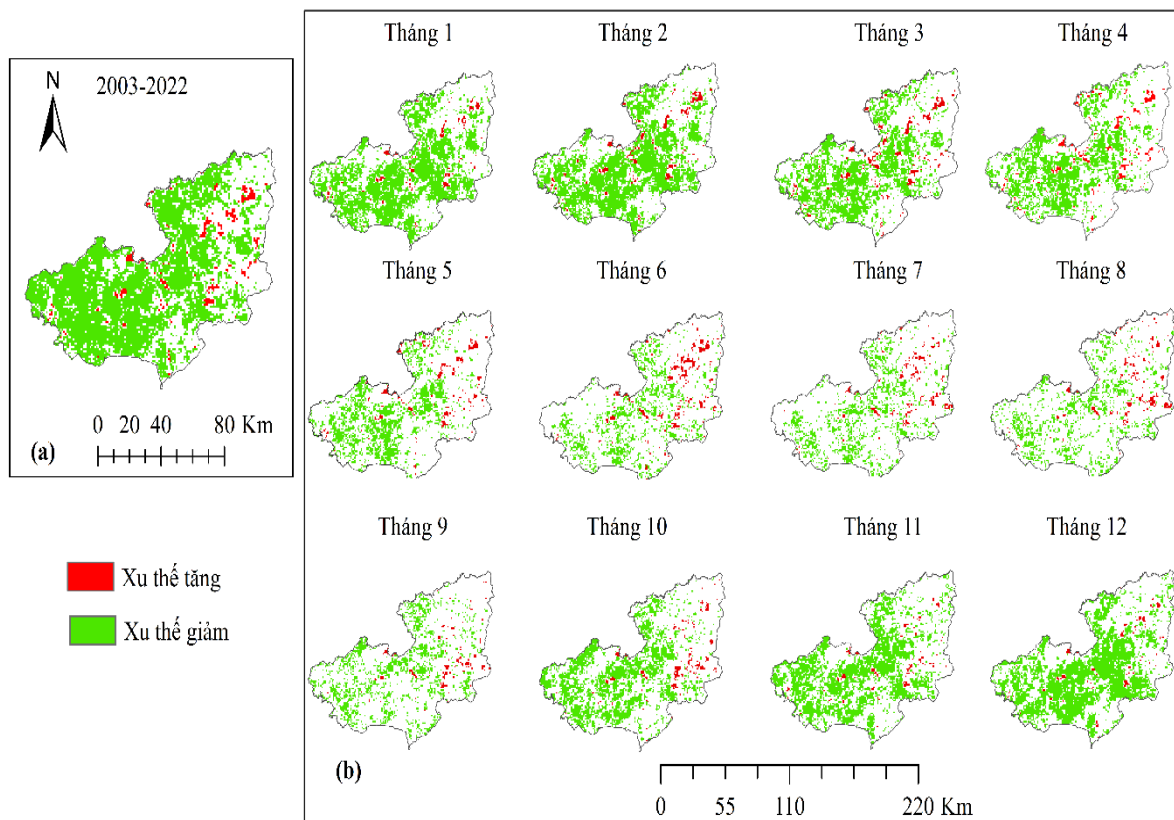 N
2003-2022
0 20 40 80 Km
(a)
Xu thế tăng
Xu thế giảm
Tháng 1 Tháng 2 Tháng 3 Tháng 4
Tháng 5 Tháng 6 Tháng 7 Tháng 8
Tháng 9 Tháng 10 Tháng 11 Tháng 12
(b)
0 55 110 220 Km